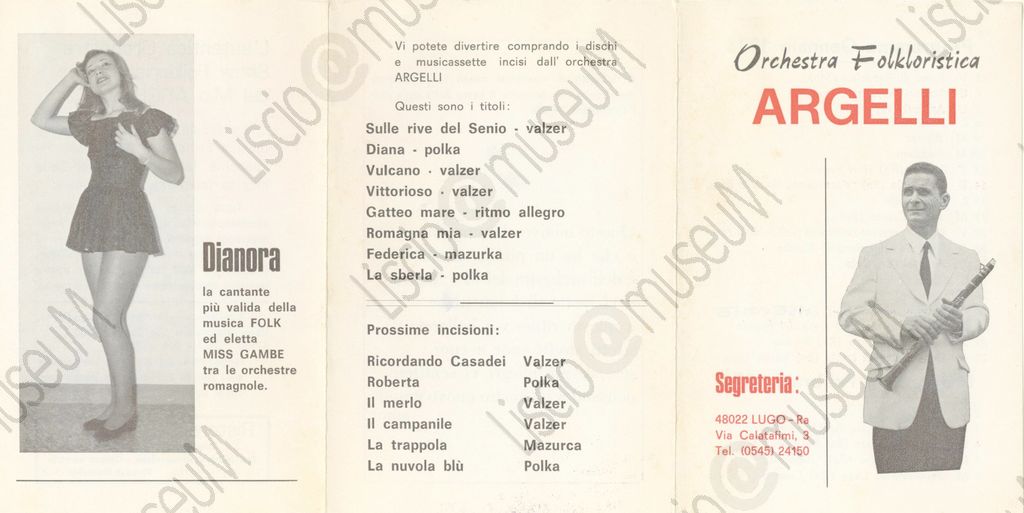 Dianora
la cantante
più valida della
musica FOLK
ed eletta
MISS GAMBE
tra le orchestre
romagnole.
Vi potete divertire comprando i dischi
e musicassette incisi dall' orchestra
ARGELLI
Questi sono i titoli:
Sulle rive del Senio - valzer
Diana - polka
Vulcano - valzer
Vittorioso - valzer
Gatteo mare - ritmo allegro
Romagna mia - valzer
Federica - mazurka
La sberla - polka
Prossime incisioni:
Ricordando Casadei Valzer
Roberta Polka
Il merlo Valzer
Il campanile Valzer
La trappola Mazurca
La nuvola blù Polka
Orchestra Folkloristica
ARGELLI
Segreteria:
48022 LUGO - Ra
Via Calatafimi, 3
Tel. (0545) 24150
Liscio@museuM
Liscio@museuM
Liscio@museuM